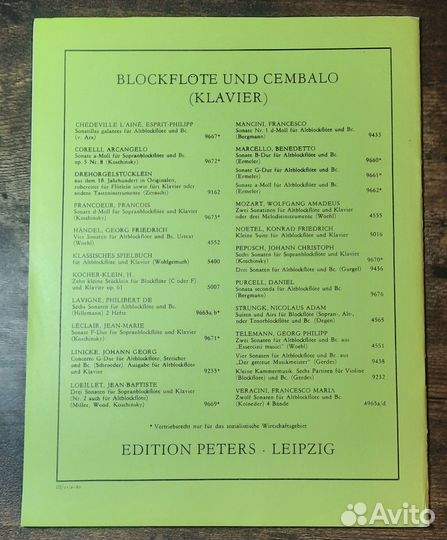 BLOCKFLÖTE UND CEMBALO
(KLAVIER)
CHEDEVILLE L'AINÉ, ESPRIT-PHILIPP
Sonatilles galantes für Altblockflöte und Bc.
(v. Arx) 9667*
CORELLI, ARCANGELO
Sonate a-Moll für Sopranblockflöte und Bc.
op. 5 Nr. 8 (Koschinsky) 9672*
DREHORGELSTÜCKLEIN
aus dem 18. Jahrhundert in Originalen,
zubereitet für Flötlein sowie fürs Klavier oder
andere Tasteninstrumente (Zenaach) 9162
FRANCOEUR, FRANCOIS
Sonate d-Moll für Sopranblockflöte und Klavier
(Koschinsky) 9673*
HÄNDEL, GEORG FRIEDRICH
Vier Sonaten für Altblockflöte und Bc. Urtext
(Woehl) 4552
KLASSISCHES SPIELBUCH
für Altblockflöte und Klavier (Wohlgemuth) 5400
KOCHER-KLEIN, H.
Zehn kleine Stücklein für Blockflöte (C oder F)
und Klavier op. 61 5007
LAVIGNE, PHILIBERT DE
Sechs Sonaten für Altblockflöte und Bc.
(Hillemann) 2 Hefte 9663a/b*
LECLAIR, JEAN-MARIE
Sonate F-Dur für Sopranblockflöte und Klavier
(Koschinsky) 9671*
LINICKE, JOHANN GEORG
Concerto G-Dur für Altblockflöte, Streicher
und Bc. (Schroeder) Ausgabe für Altblockflöte
und Klavier 9233*
LOEILLET, JEAN-BAPTISTE
Drei Sonaten für Sopranblockflöte und Klavier
(Nr. 2 auch für Altblockflöte)
(Miller, Wood, Koschinsky) 9669*
MANCINI, FRANCESCO
Sonate Nr. 1 d-Moll für Altblockflöte und Bc.
(Bergmann) 9433
MARCELLO, BENEDETTO
Sonate B-Dur für Altblockflöte und Bc.
(Ermeler) 9660*
Sonate G-Dur für Altblockflöte und Bc.
(Ermeler) 9661*
Sonate a-Moll für Altblockflöte und Bc.
(Ermeler) 9662*
MOZART, WOLFGANG AMADEUS
Zwei Sonatinen für Altblockflöte und Klavier
oder drei Melodieinstrumente (Woehl) 4555
NOETEL, KONRAD FRIEDRICH
Kleine Suite für Altblockflöte und Klavier 5016
PEPUSCH, JOHANN CHRISTOPH
Sechs Sonaten für Sopranblockflöte und Klavier
(Koschinsky) 9670*
Drei Sonaten für Altblockflöte und Bc. (Gurgel) 9436
PURCELL, DANIEL
Sonata seconda für Altblockflöte und Bc.
(Bergmann) 9676
STRUNGK, NICOLAUS ADAM
Suiten und Airs für Blockflöte (Sopran-, Alt-,
oder Tenorblockflöte und Bc. (Degen) 4565
TELEMANN, GEORG PHILIPP
Zwei Sonaten für Altblockflöte und Bc. aus
„Essercizii musici" (Woehl) 4551
Vier Sonaten für Altblockflöte und Bc. aus
„Der getreue Musikmeister" (Gerdes) 9438
Kleine Kammermusik. Sechs Partiten für Violine
(Blockflöte) und Bc. (Gerdes) 9232
VERACINI, FRANCESCO MARIA
Zwölf Sonaten für Altblockflöte und Bc.
(Kolneder) 4 Bände 4965a/d
* Vertriebsrecht nur für das sozialistische Wirtschaftsgebiet
EDITION PETERS · LEIPZIG
Avito